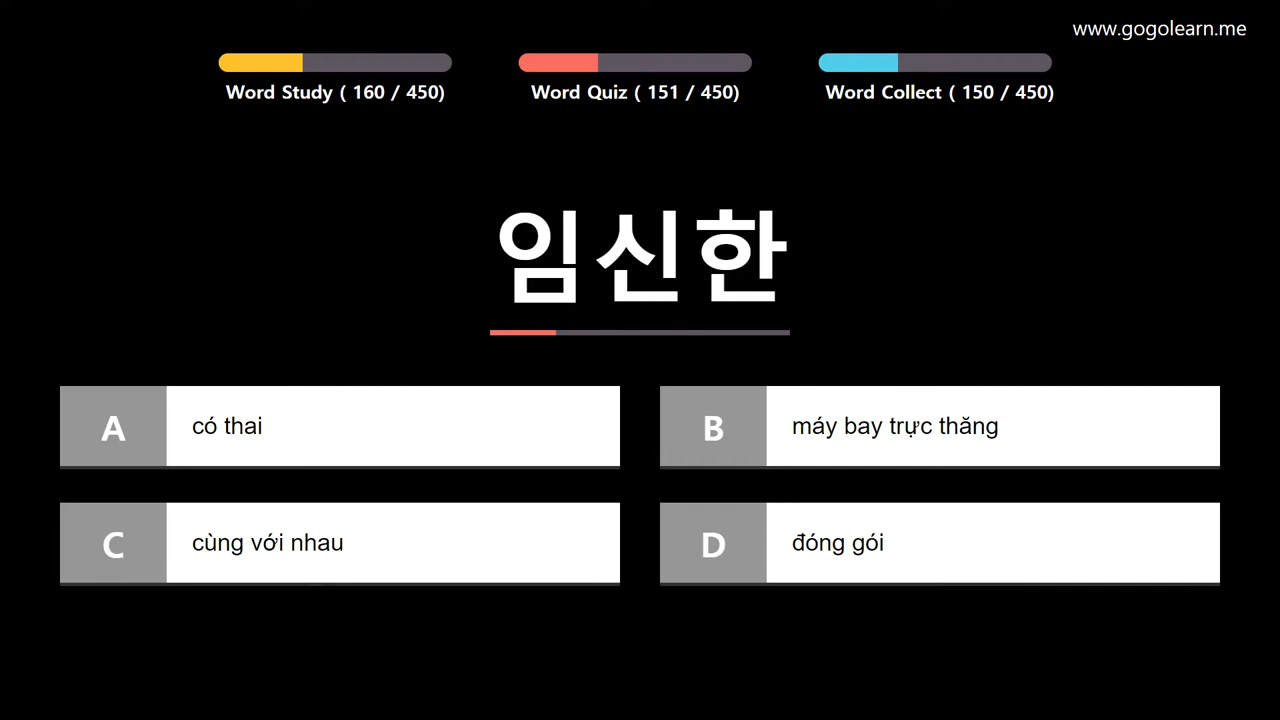 www.gogolearn.me
Word Study ( 160 / 450)
Word Quiz ( 151 / 450)
Word Collect ( 150 / 450)
임신한
A có thai
B máy bay trực thăng
C cùng với nhau
D đóng gói